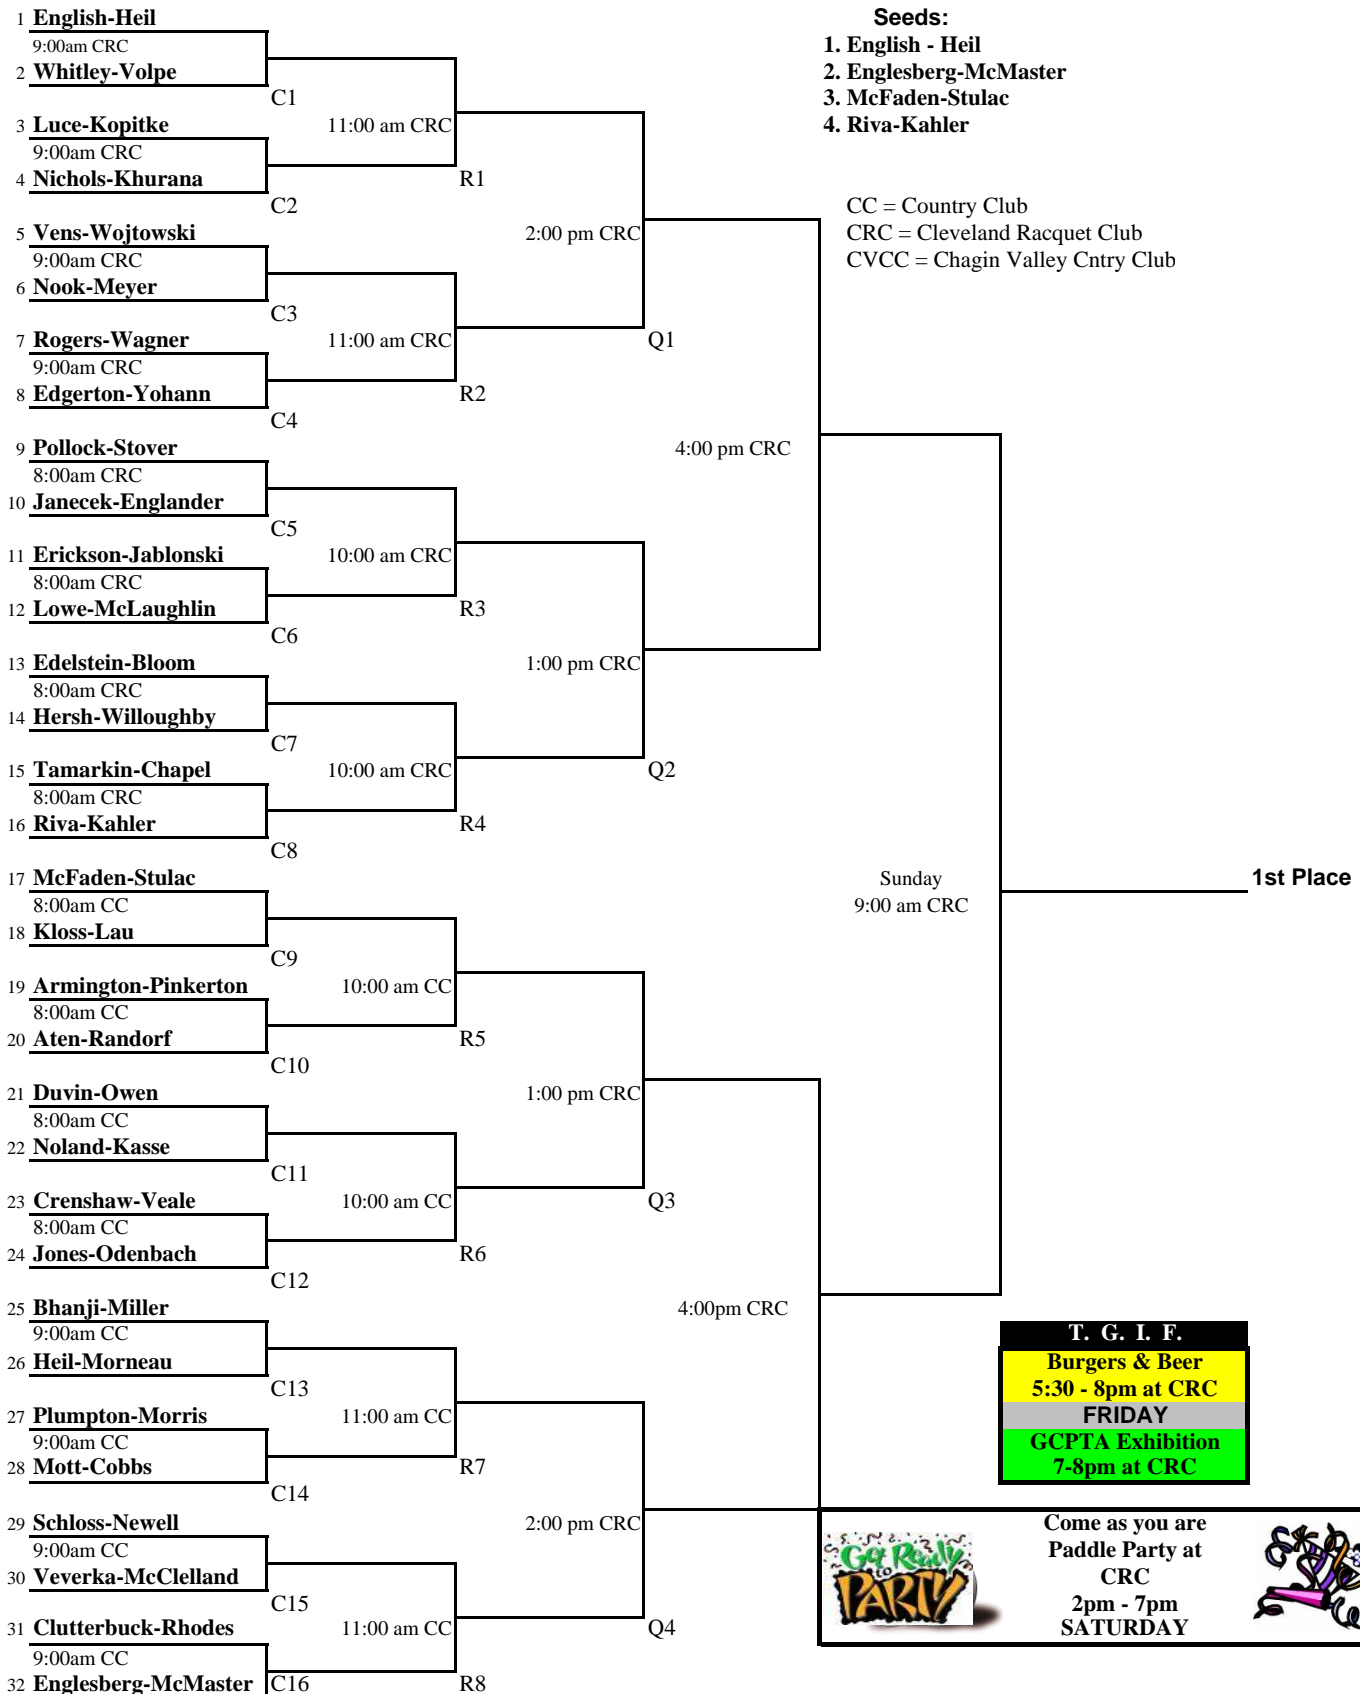 1 English-Heil
9:00am CRC
2 Whitley-Volpe
C1
3 Luce-Kopitke
11:00 am CRC
9:00am CRC
4 Nichols-Khurana
R1
C2
5 Vens-Wojtowski
2:00 pm CRC
9:00am CRC
6 Nook-Meyer
C3
7 Rogers-Wagner
11:00 am CRC
Q1
9:00am CRC
8 Edgerton-Yohann
R2
C4
9 Pollock-Stover
4:00 pm CRC
8:00am CRC
10 Janecek-Englander
C5
11 Erickson-Jablonski
10:00 am CRC
8:00am CRC
12 Lowe-McLaughlin
R3
C6
13 Edelstein-Bloom
1:00 pm CRC
8:00am CRC
14 Hersh-Willoughby
C7
15 Tamarkin-Chapel
10:00 am CRC
Q2
8:00am CRC
16 Riva-Kahler
R4
C8
17 McFaden-Stulac
Sunday
1st Place
8:00am CC
9:00 am CRC
18 Kloss-Lau
C9
19 Armington-Pinkerton
10:00 am CC
8:00am CC
20 Aten-Randorf
R5
C10
21 Duvin-Owen
1:00 pm CRC
8:00am CC
22 Noland-Kasse
C11
23 Crenshaw-Veale
10:00 am CC
Q3
8:00am CC
24 Jones-Odenbach
R6
C12
25 Bhanji-Miller
4:00pm CRC
9:00am CC
26 Heil-Morneau
C13
27 Plumpton-Morris
11:00 am CC
9:00am CC
28 Mott-Cobbs
R7
C14
29 Schloss-Newell
2:00 pm CRC
9:00am CC
30 Veverka-McClelland
C15
31 Clutterbuck-Rhodes
11:00 am CC
Q4
9:00am CC
32 Englesberg-McMaster
C16
R8
Seeds:
1. English - Heil
2. Englesberg-McMaster
3. McFaden-Stulac
4. Riva-Kahler
CC = Country Club
CRC = Cleveland Racquet Club
CVCC = Chagin Valley Cntry Club
T. G. I. F.
Burgers & Beer
5:30 - 8pm at CRC
FRIDAY
GCPTA Exhibition
7-8pm at CRC
Get Ready
to
PARTY
Come as you are
Paddle Party at
CRC
2pm - 7pm
SATURDAY